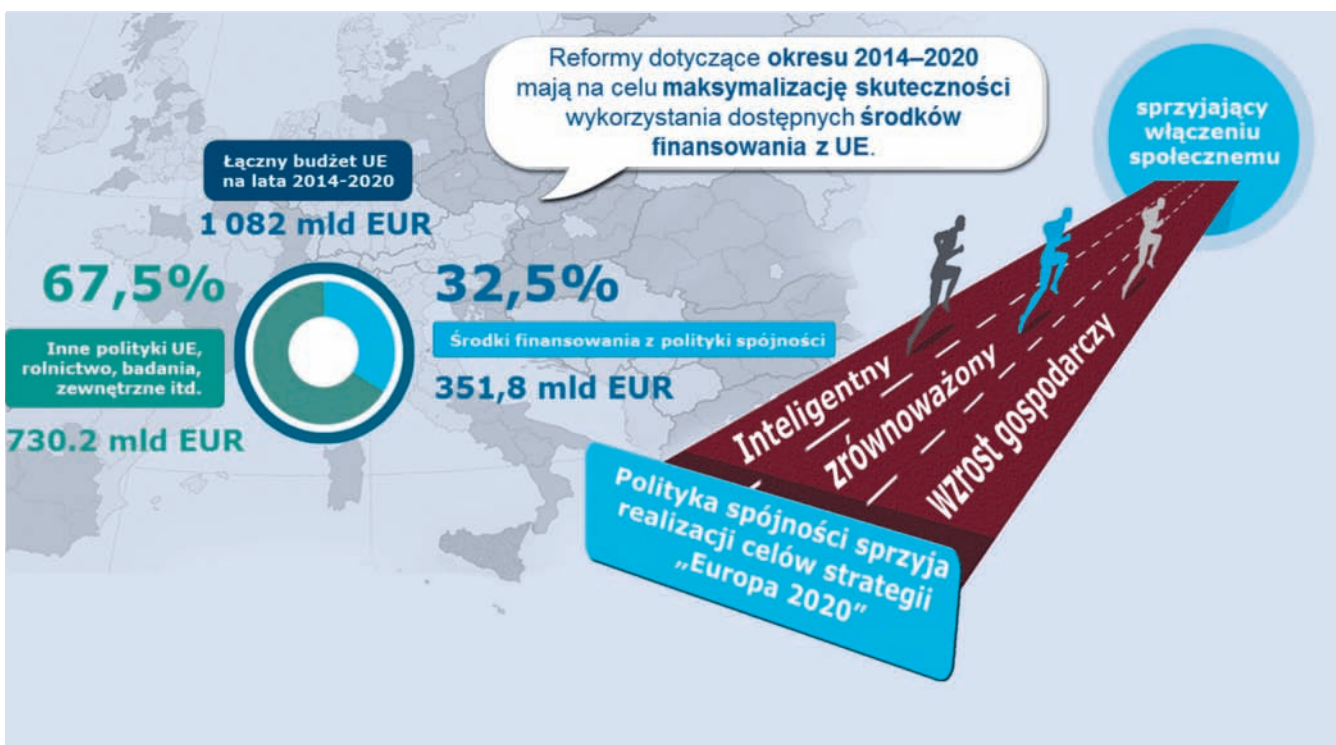 Reformy dotyczące okresu 2014–2020
mają na celu maksymalizację skuteczności
wykorzystania dostępnych środków
finansowania z UE.
sprzyjający
włączeniu
społecznemu
Łączny budżet UE
na lata 2014-2020
1 082 mld EUR
67,5%
Inne polityki UE,
rolnictwo, badania,
zewnętrzne itd.
730.2 mld EUR
32,5%
Środki finansowania z polityki spójności
351,8 mld EUR
Inteligentny
zrównoważony
wzrost gospodarczy
Polityka spójności sprzyja
realizacji celów strategii
„Europa 2020”